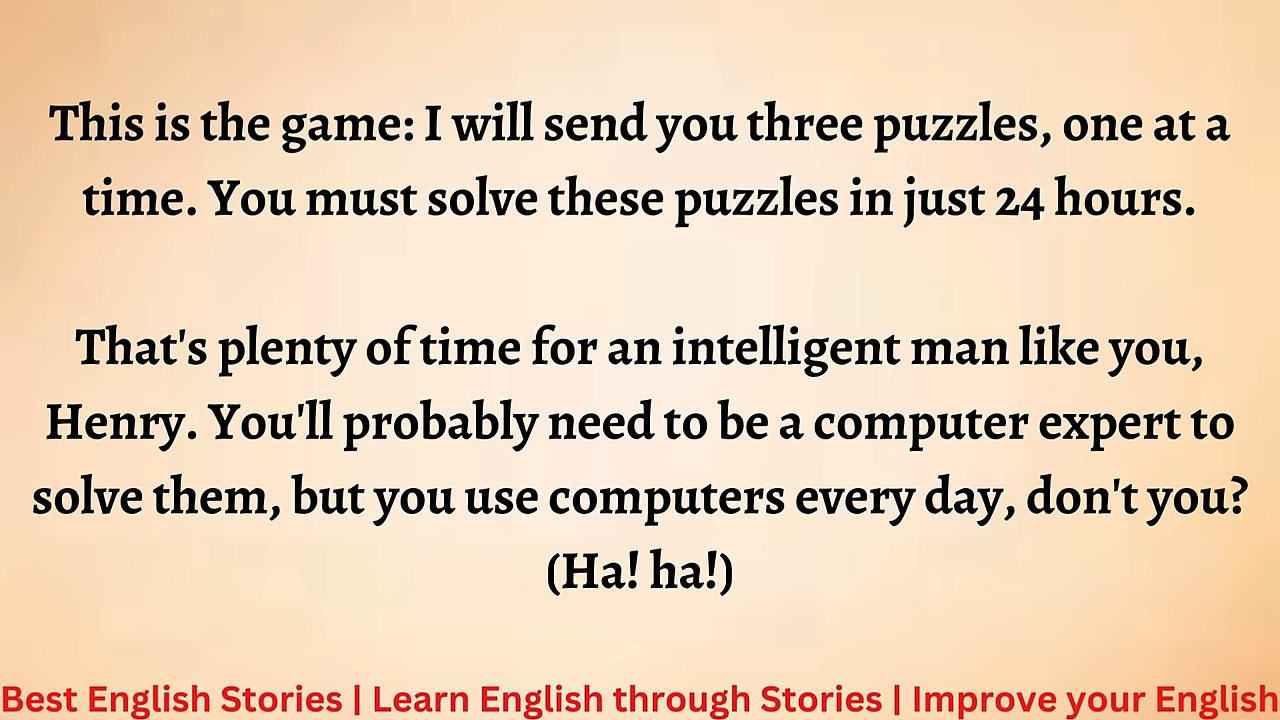 This is the game: I will send you three puzzles, one at a
time. You must solve these puzzles in just 24 hours.
That's plenty of time for an intelligent man like you,
Henry. You'll probably need to be a computer expert to
solve them, but you use computers every day, don't you?
(Ha! ha!)
Best English Stories | Learn English through Stories | Improve your English